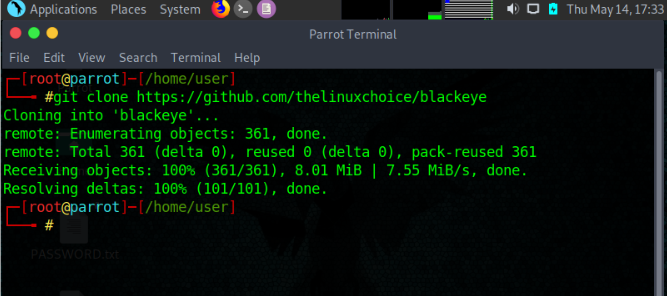 Applications Places System Thu May 14, 17:33
Parrot Terminal
File Edit View Search Terminal Help
┌─[root@parrot]─[/home/user]
└──╼ #git clone https://github.com/thelinuxchoice/blackeye
Cloning into 'blackeye'...
remote: Enumerating objects: 361, done.
remote: Total 361 (delta 0), reused 0 (delta 0), pack-reused 361
Receiving objects: 100% (361/361), 8.01 MiB | 7.55 MiB/s, done.
Resolving deltas: 100% (101/101), done.
┌─[root@parrot]─[/home/user]
└──╼ #
PASSWORD.txt